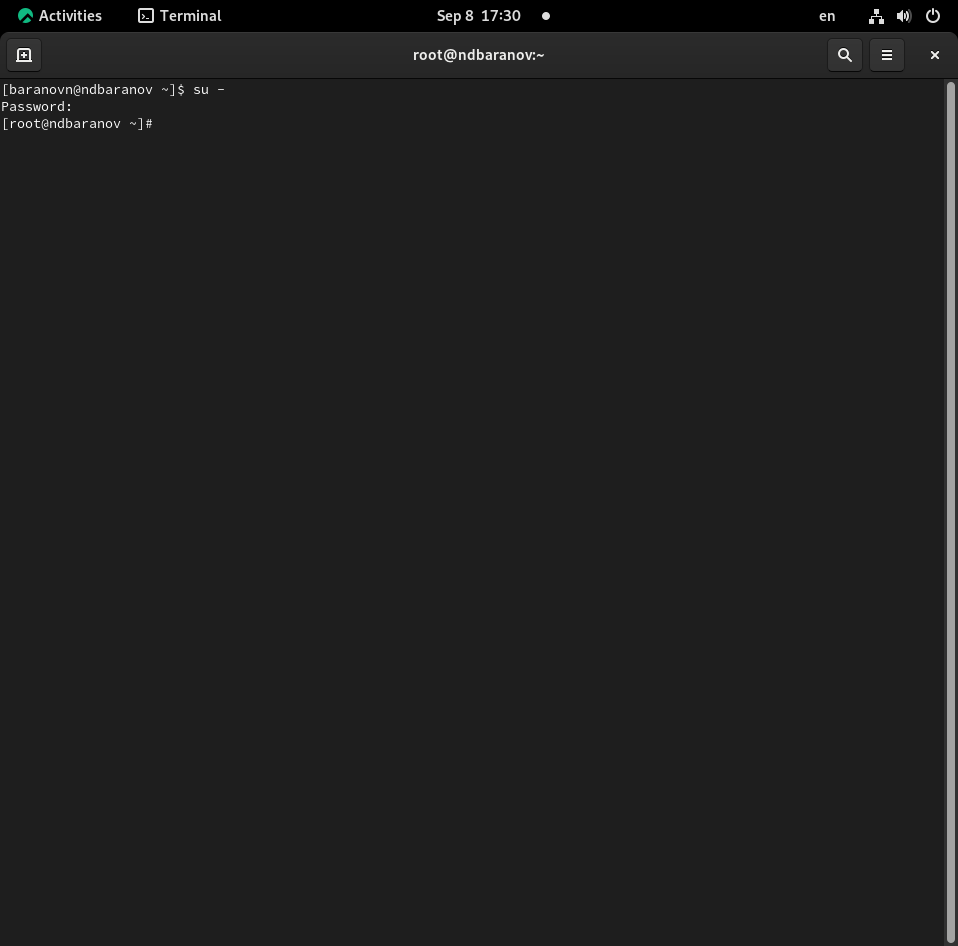 Activities Terminal Sep 8 17:30 en
root@ndbaranov:~
[baranovn@ndbaranov ~]$ su -
Password:
[root@ndbaranov ~]#